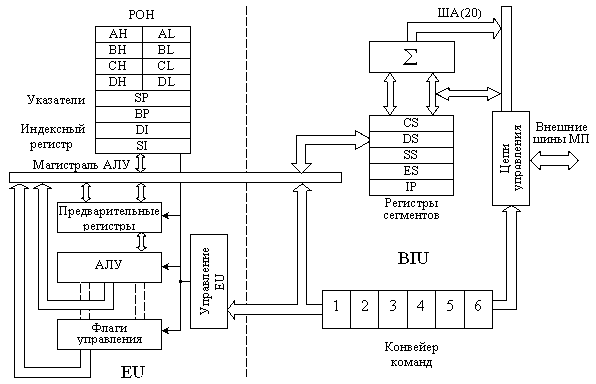 РОН
AH AL
BH BL
CH CL
DH DL
Указатели SP
BP
Индексный регистр DI
SI
Магистраль АЛУ
Предварительные
регистры
АЛУ
Флаги
управления
EU
Управление
EU
ША(20)
Σ
CS
DS
SS
ES
IP
Регистры
сегментов
Цепи
управления
Внешние
шины МП
BIU
1 2 3 4 5 6
Конвейер
команд